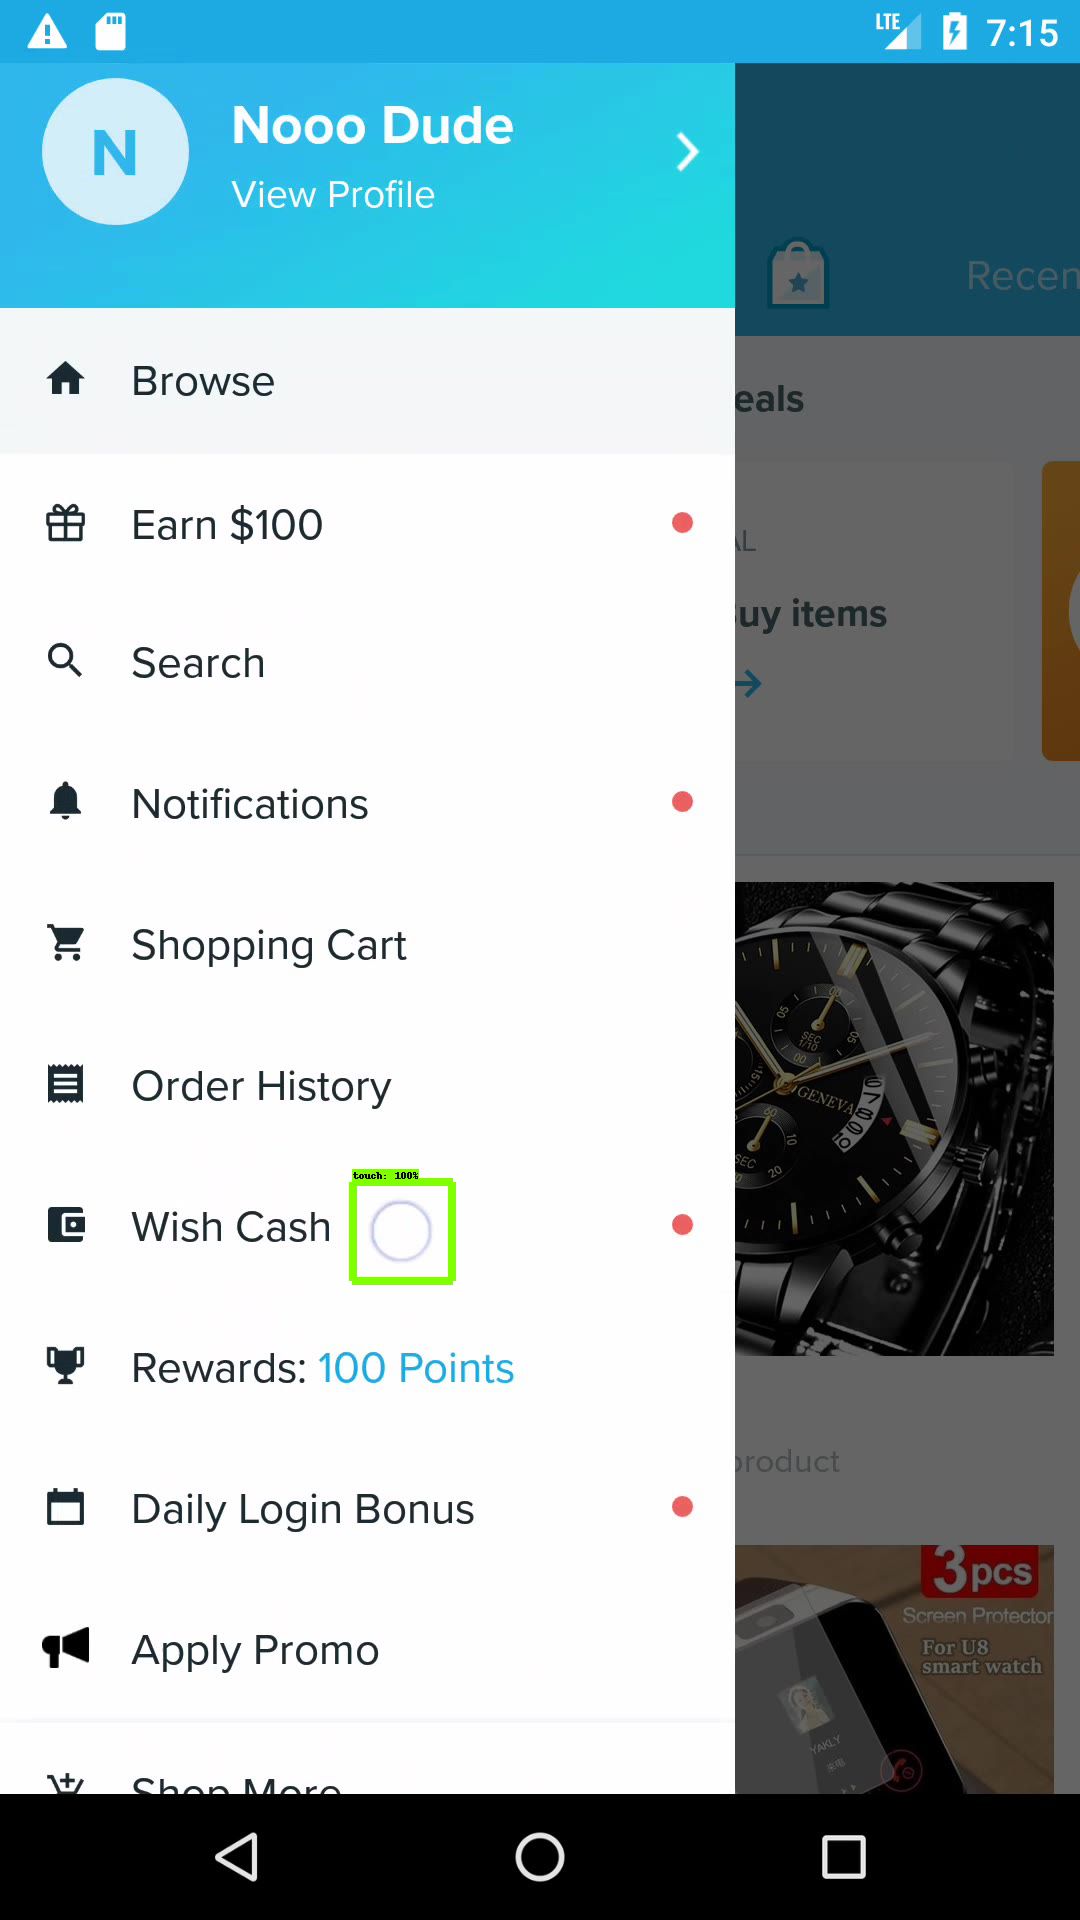 LTE 7:15
N
Nooo Dude
View Profile
Recen
Browse
eals
Earn $100
AL
uy items
Search
Notifications
Shopping Cart
GENEVA
Order History
touch: 100%
Wish Cash
Rewards: 100 Points
product
Daily Login Bonus
3pcs
Screen Protector
For U8
smart watch
Apply Promo
YAKLY
Shop More